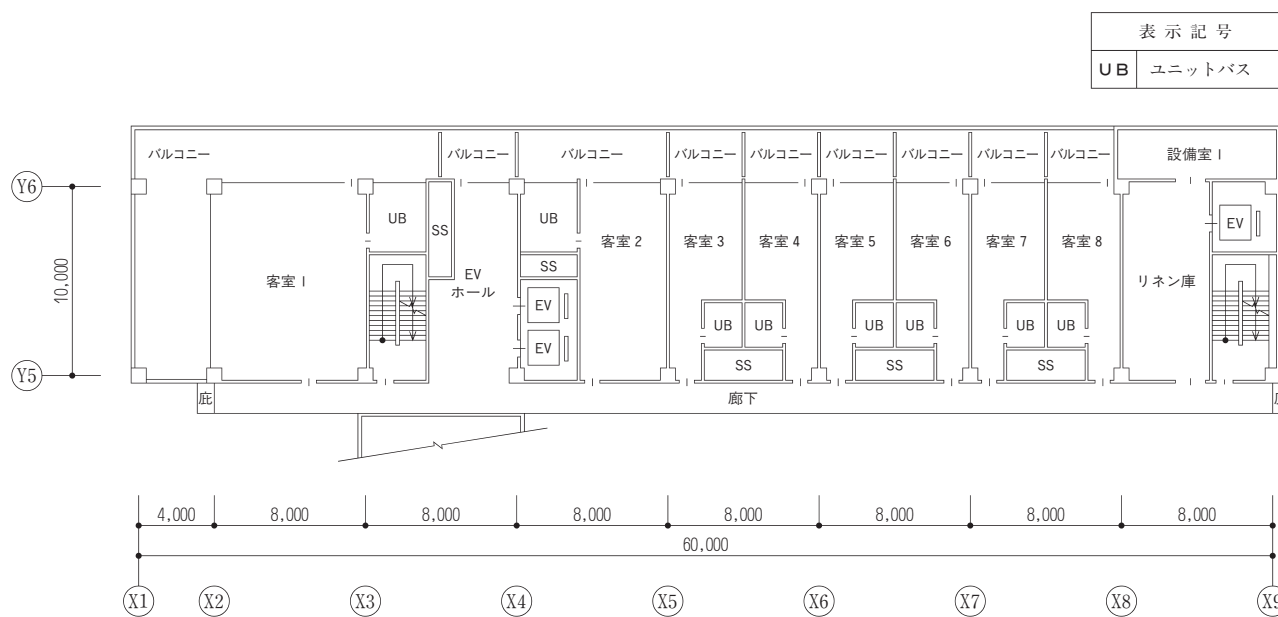 表示記号
UB ユニットバス
バルコニー バルコニー バルコニー バルコニー バルコニー バルコニー バルコニー バルコニー バルコニー 設備室1
Y6
UB SS UB EV
客室2 客室3 客室4 客室5 客室6 客室7 客室8
客室1 EV
ホール SS リネン庫
10,000
EV
EV
UB UB UB UB UB UB
SS SS SS
Y5
庇 廊下
4,000 8,000 8,000 8,000 8,000 8,000 8,000 8,000
60,000
X1 X2 X3 X4 X5 X6 X7 X8 X9